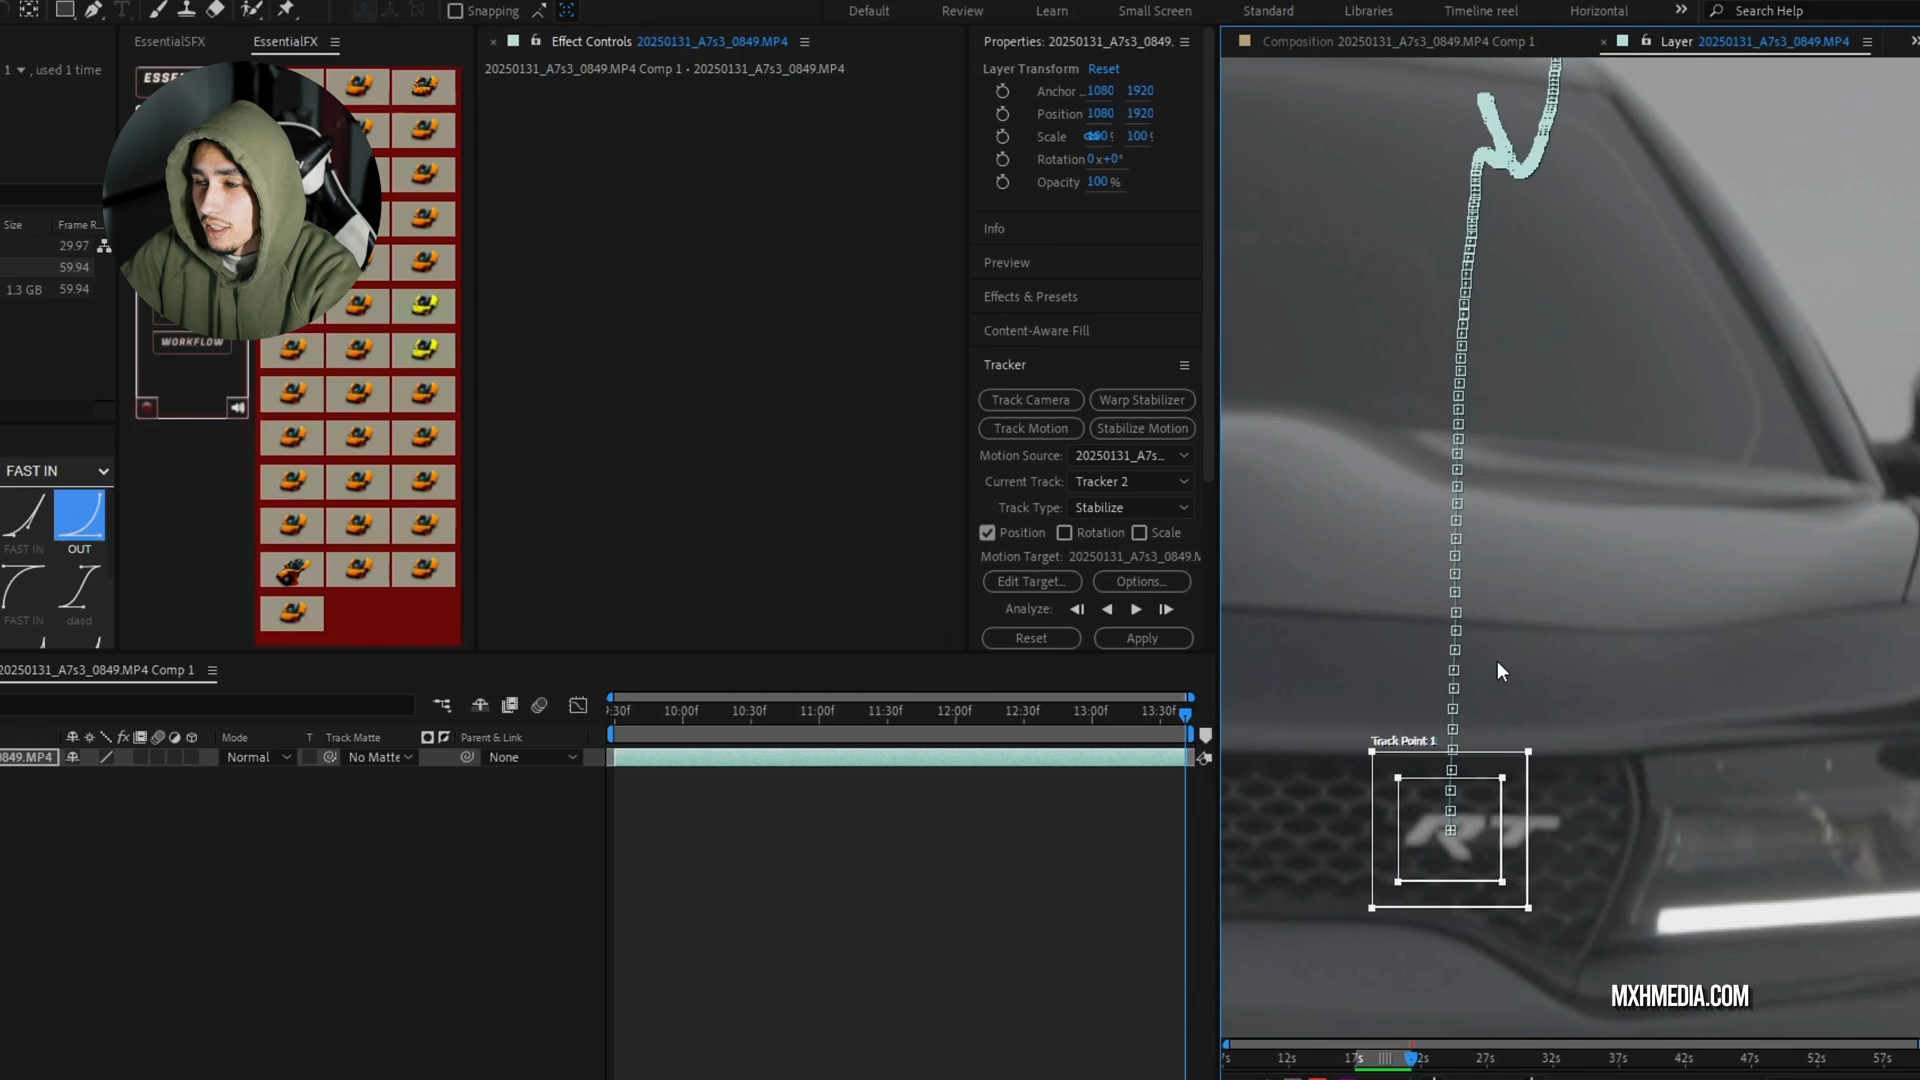 Snapping
Default
Review
Learn
Small Screen
Standard
Libraries
Timeline reel
Horizontal
Search Help
EssentialSFX
EssentialFX
Effect Controls 20250131_A7s3_0849.MP4
20250131_A7s3_0849.MP4 Comp 1 • 20250131_A7s3_0849.MP4
Properties: 20250131_A7s3_0849.
Composition 20250131_A7s3_0849.MP4 Comp 1
Layer 20250131_A7s3_0849.MP4
1 , used 1 time
Layer Transform Reset
Anchor 1080 1920
Position 1080 1920
Scale 100 100
Rotation 0x+0°
Opacity 100 %
Info
Preview
Effects & Presets
Content-Aware Fill
Tracker
Track Camera
Warp Stabilizer
Track Motion
Stabilize Motion
Motion Source: 20250131_A7s...
Current Track: Tracker 2
Track Type: Stabilize
Position Rotation Scale
Motion Target: 20250131_A7s3_0849.M
Edit Target...
Options...
Analyze:
Reset
Apply
Size
Frame R...
29.97
59.94
1.3 GB 59.94
WORKFLOW
FAST IN
FAST IN
OUT
FAST IN
dasd
20250131_A7s3_0849.MP4 Comp 1
:30f 10:00f 10:30f 11:00f 11:30f 12:00f 12:30f 13:00f 13:30f
Mode
T Track Matte
Parent & Link
0849.MP4
Normal
No Matte
None
Track Point 1
RT
MXHMEDIA.COM
12s 17s 27s 32s 37s 42s 47s 52s 57s